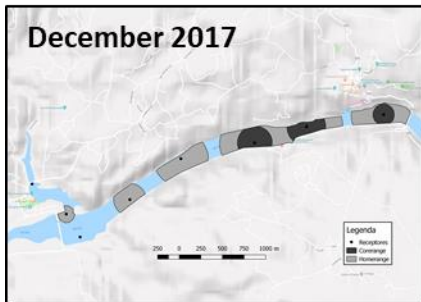 December 2017
Legenda
Receptores
Corerange
Homerange
250 0 250 500 750 1000 m